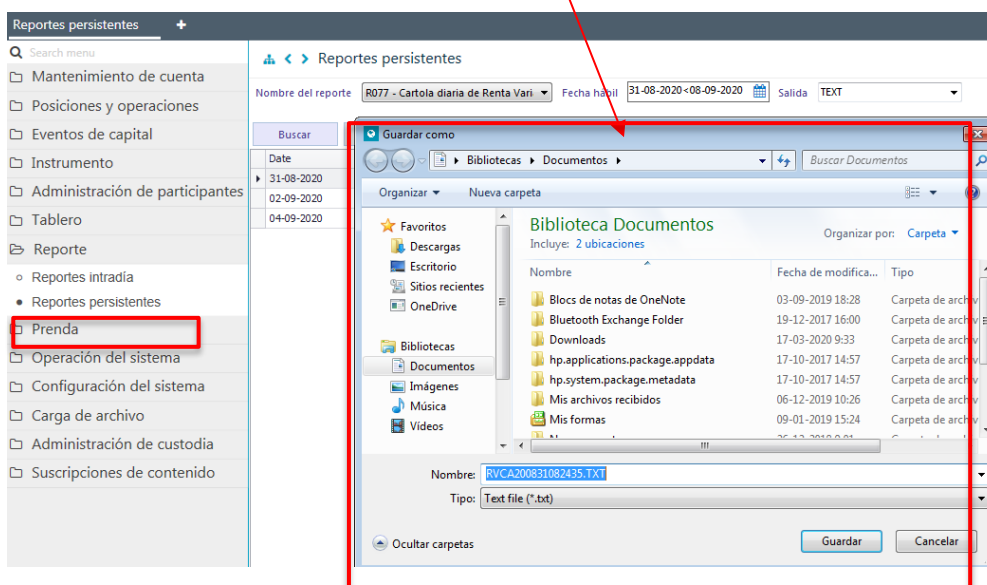 Reportes persistentes +
Search menu
Mantenimiento de cuenta
Posiciones y operaciones
Eventos de capital
Instrumento
Administración de participantes
Tablero
Reporte
Reportes intradía
Reportes persistentes
Prenda
Operación del sistema
Configuración del sistema
Carga de archivo
Administración de custodia
Suscripciones de contenido
Reportes persistentes
Nombre del reporte R077 - Cartola diaria de Renta Vari Fecha hábil 31-08-2020<08-09-2020 Salida TEXT
Buscar
Date
31-08-2020
02-09-2020
04-09-2020
Guardar como
Bibliotecas Documentos Buscar Documentos
Organizar Nueva carpeta
Favoritos
Descargas
Escritorio
Sitios recientes
OneDrive
Bibliotecas
Documentos
Imágenes
Música
Vídeos
Biblioteca Documentos
Incluye: 2 ubicaciones
Organizar por: Carpeta
Nombre Fecha de modifica... Tipo
Blocs de notas de OneNote 03-09-2019 18:28 Carpeta de archiv
Bluetooth Exchange Folder 19-12-2017 16:00 Carpeta de archiv
Downloads 17-03-2020 9:33 Carpeta de archiv
hp.applications.package.appdata 17-10-2017 14:57 Carpeta de archiv
hp.system.package.metadata 17-10-2017 14:57 Carpeta de archiv
Mis archivos recibidos 06-12-2019 10:26 Carpeta de archiv
Mis formas 09-01-2019 15:24 Carpeta de archiv
Nombre: RVCA200831082435.TXT
Tipo: Text file (*.txt)
Ocultar carpetas Guardar Cancelar